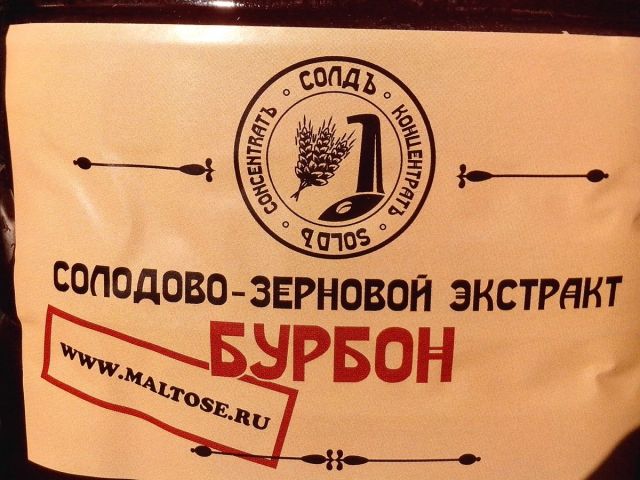 СОЛДЪ
КОНЦЕНТРАТЪ
SOLDЪ
CONCENTRATЪ
СОЛОДОВО-ЗЕРНОВОЙ ЭКСТРАКТ
БУРБОН
WWW.MALTOSE.RU